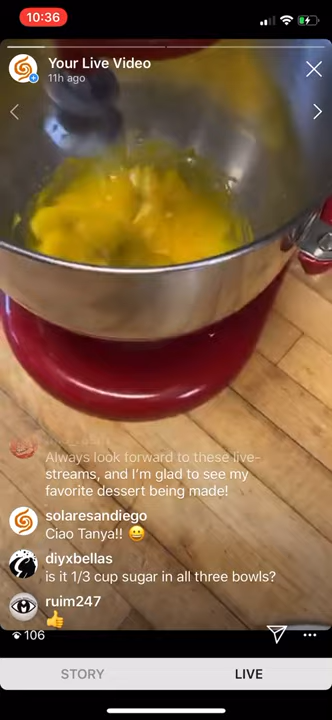 10:36
Your Live Video
11h ago
Always look forward to these live-
streams, and I'm glad to see my
favorite dessert being made!
solaresandiego
Ciao Tanya!! 😀
diyxbellas
is it 1/3 cup sugar in all three bowls?
ruim247
👍
106
STORY
LIVE